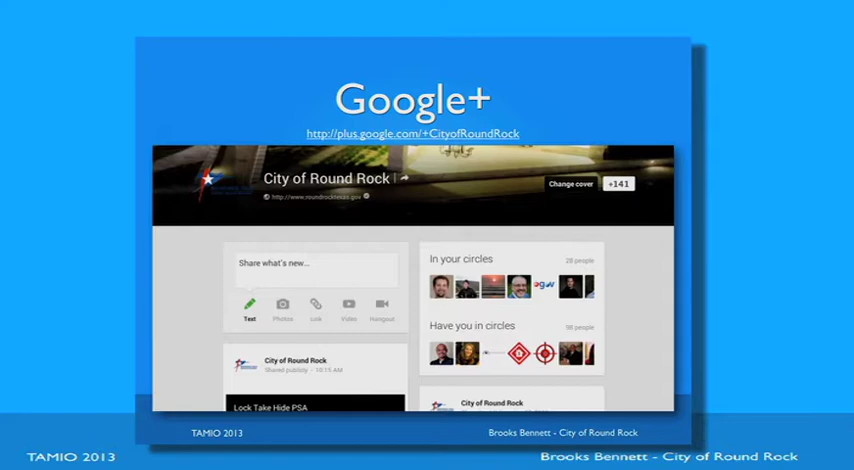 Google+
http://plus.google.com/+CityofRoundRock
City of Round Rock
http://www.roundrocktexas.gov
Change cover
+141
Share what's new...
Text Photos Link Video Hangout
In your circles 28 people
gov
Have you in circles 98 people
City of Round Rock
Shared publicly - 10:15 AM
Lock Take Hide PSA
City of Round Rock
TAMIO 2013
Brooks Bennett - City of Round Rock
TAMIO 2013
Brooks Bennett - City of Round Rock